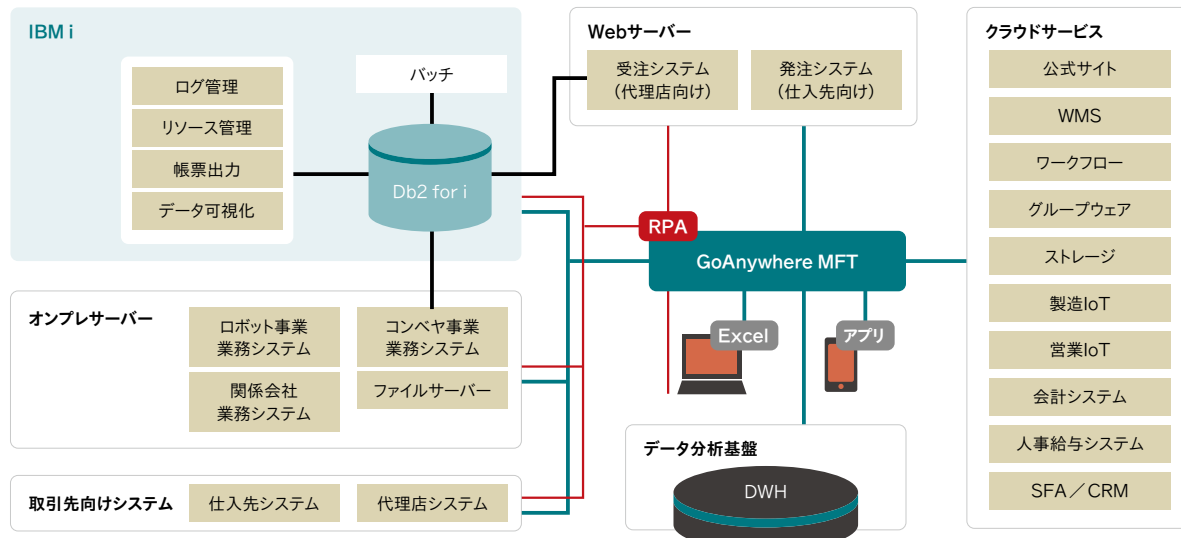 IBM i
バッチ
ログ管理
リソース管理
帳票出力
データ可視化
Db2 for i
Webサーバー
受注システム
（代理店向け）
発注システム
（仕入先向け）
クラウドサービス
公式サイト
WMS
ワークフロー
グループウェア
ストレージ
製造IoT
営業IoT
会計システム
人事給与システム
SFA／CRM
RPA
GoAnywhere MFT
Excel
アプリ
オンプレサーバー
ロボット事業
業務システム
コンベヤ事業
業務システム
関係会社
業務システム
ファイルサーバー
データ分析基盤
DWH
取引先向けシステム
仕入先システム
代理店システム